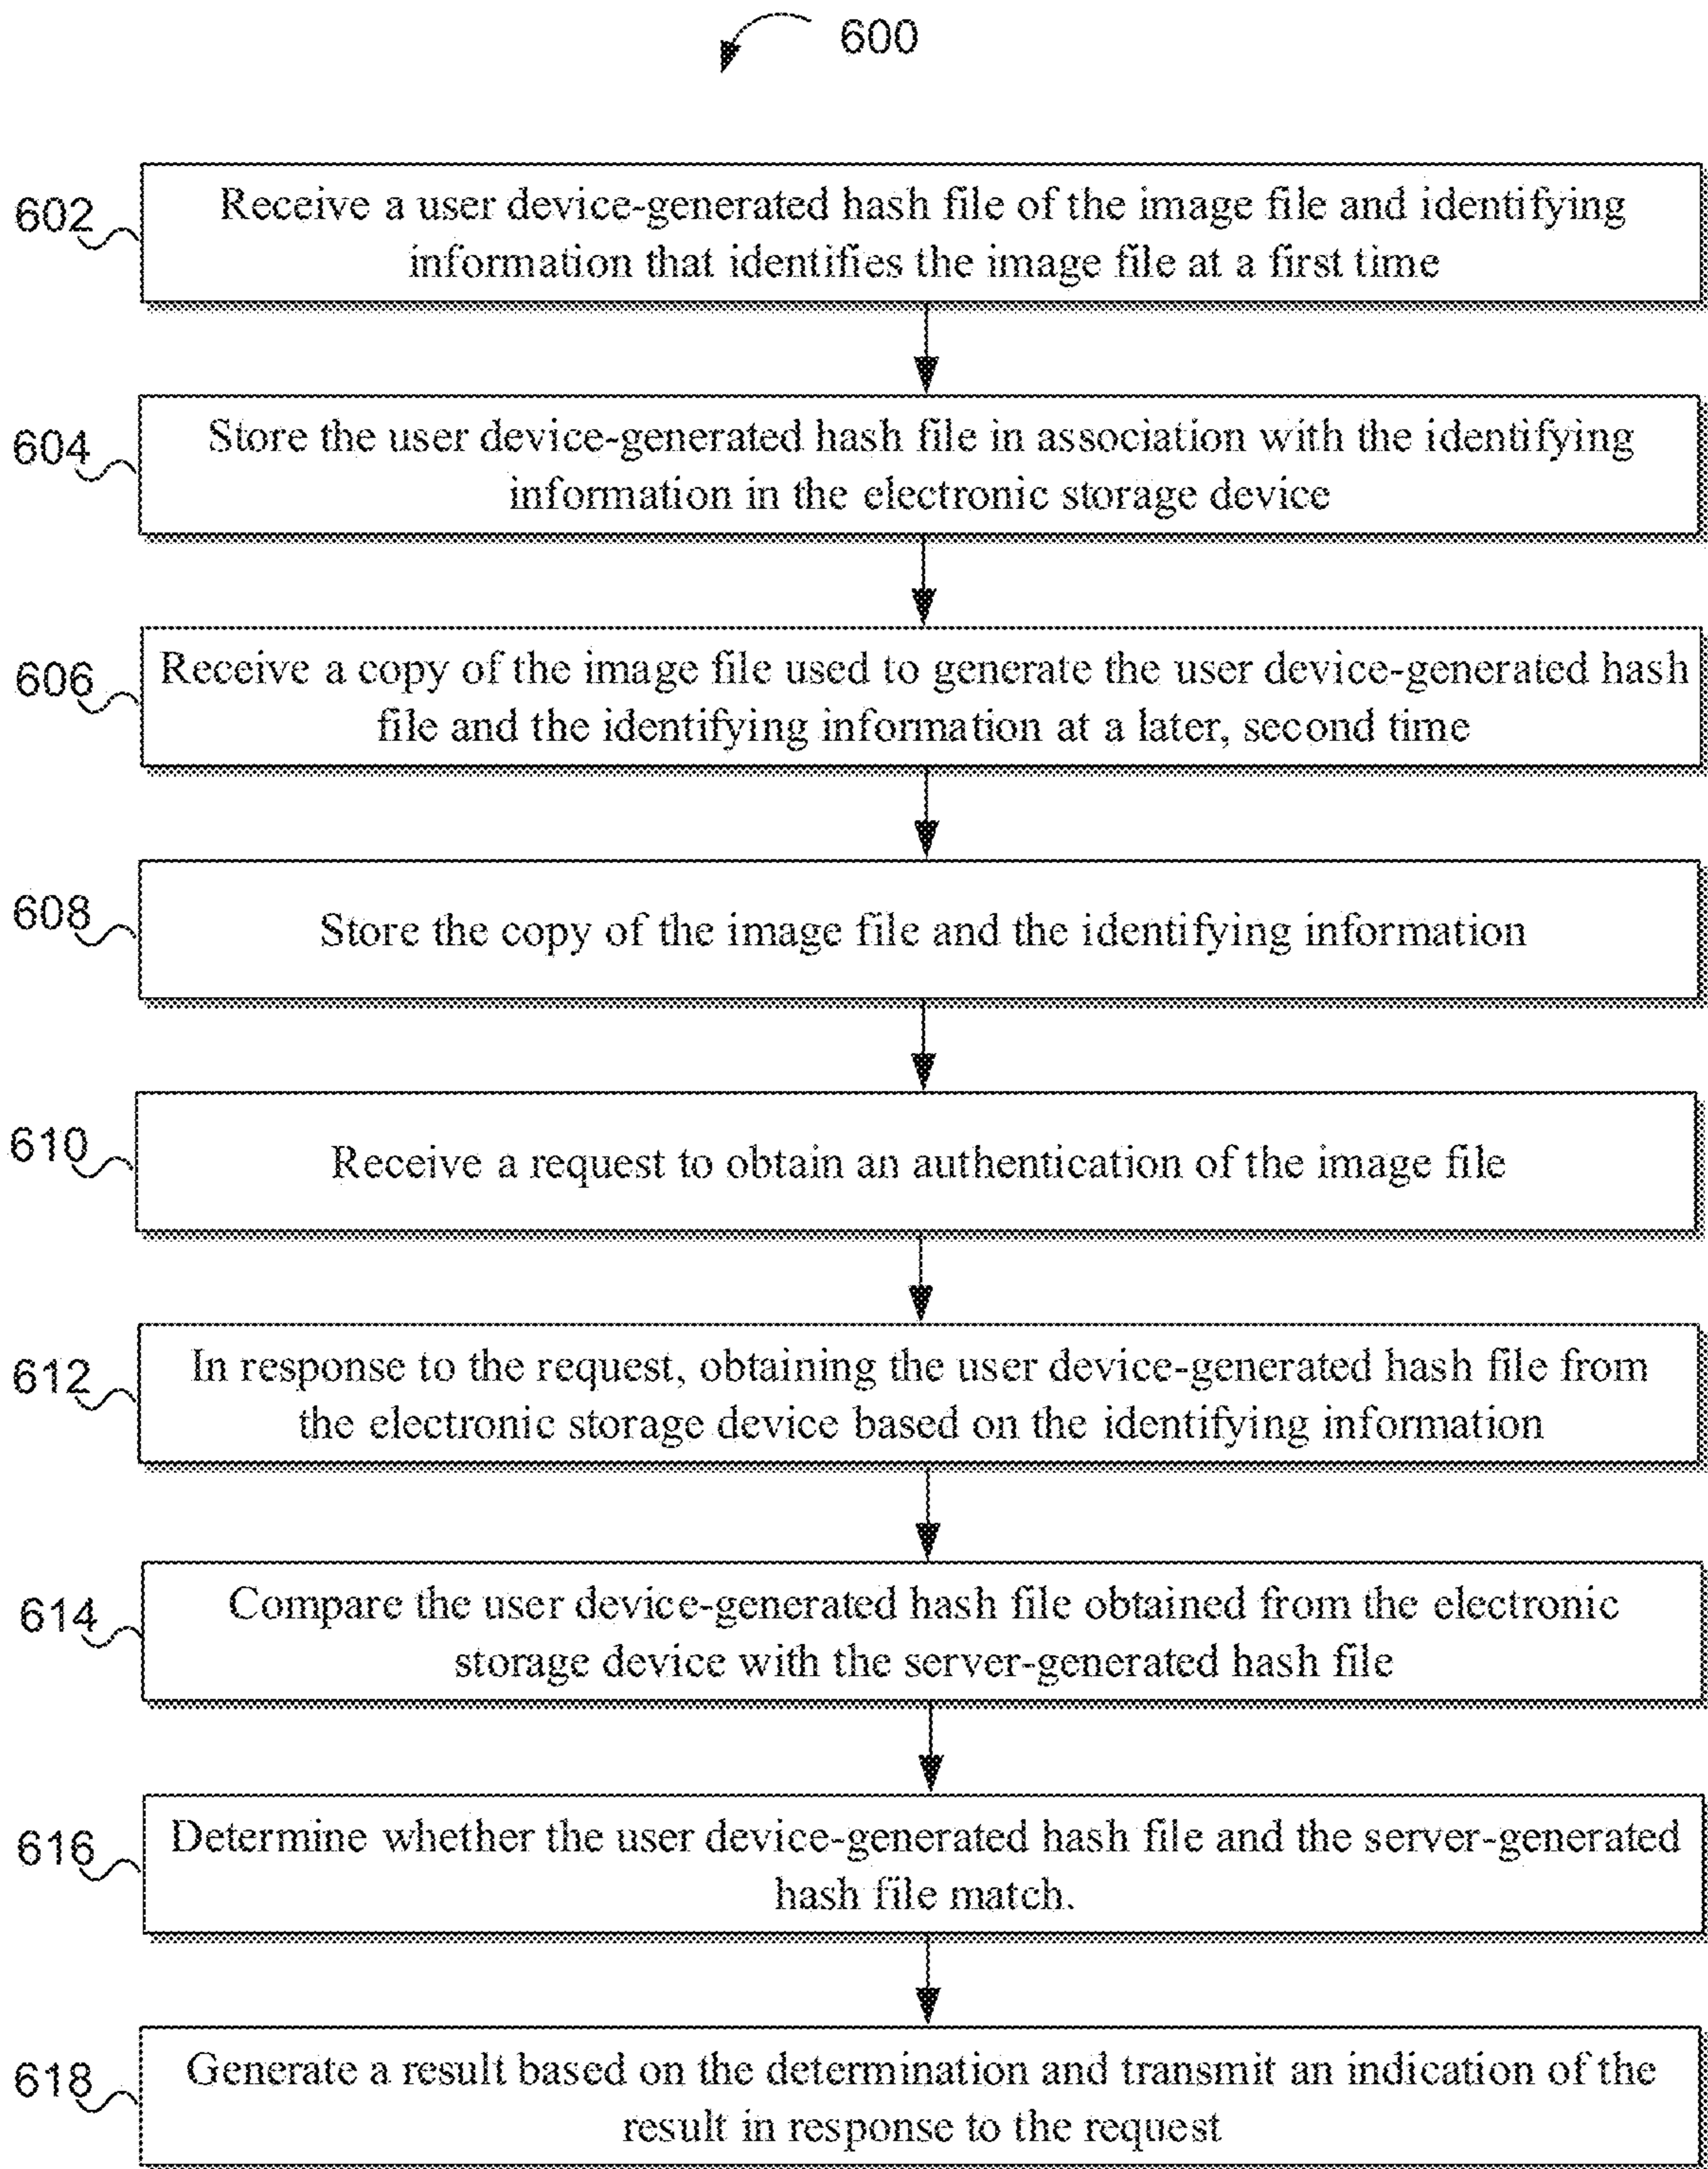 600
602
Receive a user device-generated hash file of the image file and identifying
information that identifies the image file at a first time
604
Store the user device-generated hash file in association with the identifying
information in the electronic storage device
606
Receive a copy of the image file used to generate the user device-generated hash
file and the identifying information at a later, second time
608
Store the copy of the image file and the identifying information
610
Receive a request to obtain an authentication of the image file
612
In response to the request, obtaining the user device-generated hash file from
the electronic storage device based on the identifying information
614
Compare the user device-generated hash file obtained from the electronic
storage device with the server-generated hash file
616
Determine whether the user device-generated hash file and the server-generated
hash file match.
618
Generate a result based on the determination and transmit an indication of the
result in response to the request